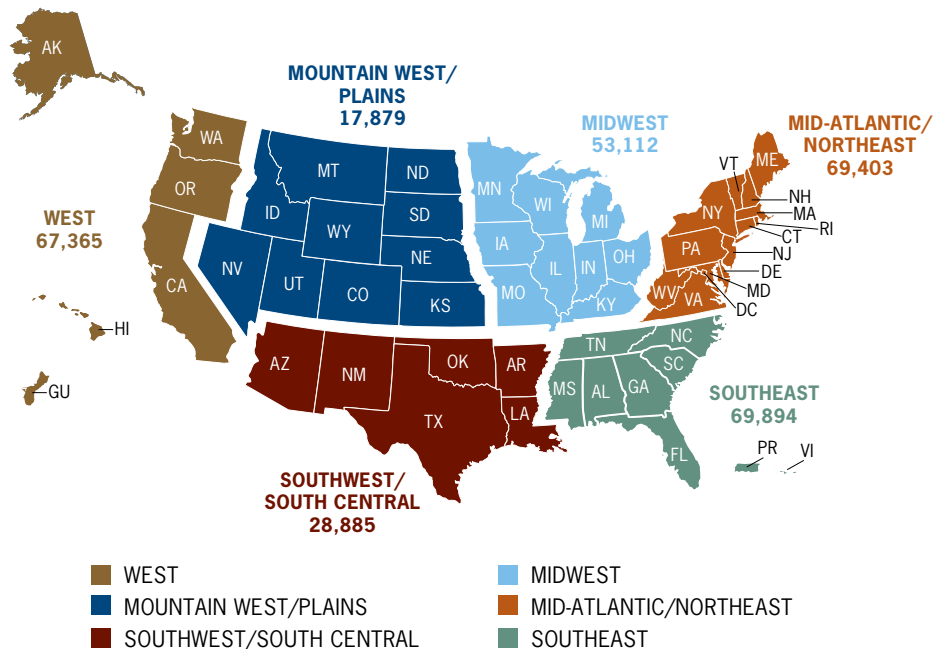 AK
MOUNTAIN WEST/
PLAINS
17,879
MIDWEST
53,112
MID-ATLANTIC/
NORTHEAST
69,403
WEST
67,365
WA
OR
CA
HI
GU
MT
ND
ID
WY
SD
NE
NV
UT
CO
KS
MN
WI
MI
IA
IL
IN
OH
MO
KY
ME
VT
NH
MA
RI
CT
NY
PA
NJ
DE
MD
DC
WV
VA
AZ
NM
OK
AR
TX
LA
TN
NC
SC
MS
AL
GA
FL
PR
VI
SOUTHEAST
69,894
SOUTHWEST/
SOUTH CENTRAL
28,885
WEST
MOUNTAIN WEST/PLAINS
SOUTHWEST/SOUTH CENTRAL
MIDWEST
MID-ATLANTIC/NORTHEAST
SOUTHEAST